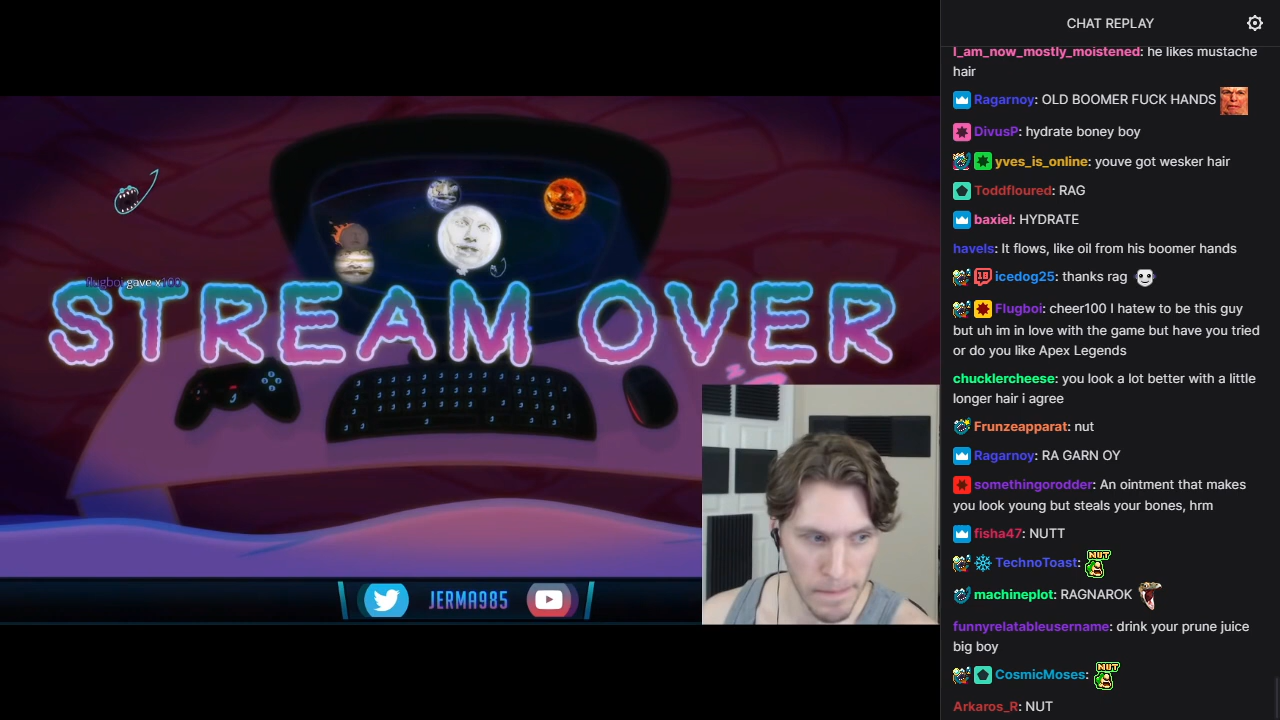 CHAT REPLAY
I_am_now_mostly_moistened: he likes mustache
hair
Ragarnoy: OLD BOOMER FUCK HANDS
DivusP: hydrate boney boy
yves_is_online: youve got wesker hair
Toddfloured: RAG
baxiel: HYDRATE
havels: It flows, like oil from his boomer hands
icedog25: thanks rag
Flugboi: cheer100 I hatew to be this guy
but uh im in love with the game but have you tried
or do you like Apex Legends
chucklercheese: you look a lot better with a little
longer hair i agree
Frunzeapparat: nut
Ragarnoy: RA GARN OY
somethingorodder: An ointment that makes
you look young but steals your bones, hrm
fisha47: NUTT
TechnoToast: NUT
machineplot: RAGNAROK
funnyrelatableusername: drink your prune juice
big boy
CosmicMoses: NUT
Arkaros_R: NUT
flugboi gave x100
STREAM OVER
JERMA985